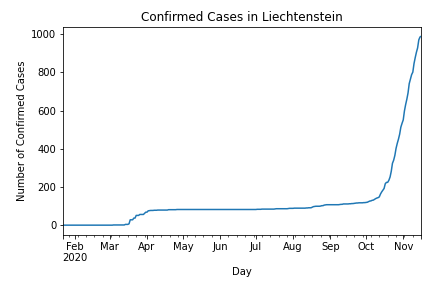 Confirmed Cases in Liechtenstein
1000
800
600
400
200
0
Number of Confirmed Cases
Feb Mar Apr May Jun Jul Aug Sep Oct Nov
2020
Day